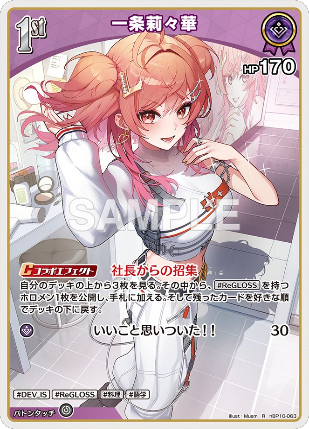 1st
一条莉々華
HP170
SAMPLE
コラボエフェクト 社長からの招集
自分のデッキの上から3枚を見る。その中から、#ReGLOSSを持つ
ホロメン1枚を公開し、手札に加える。そして残ったカードを好きな順
でデッキの下に戻す。
いいこと思いついた!! 30
#DEV_IS #ReGLOSS #料理 #語学
バトンタッチ
illust: Muem R hBP10-063